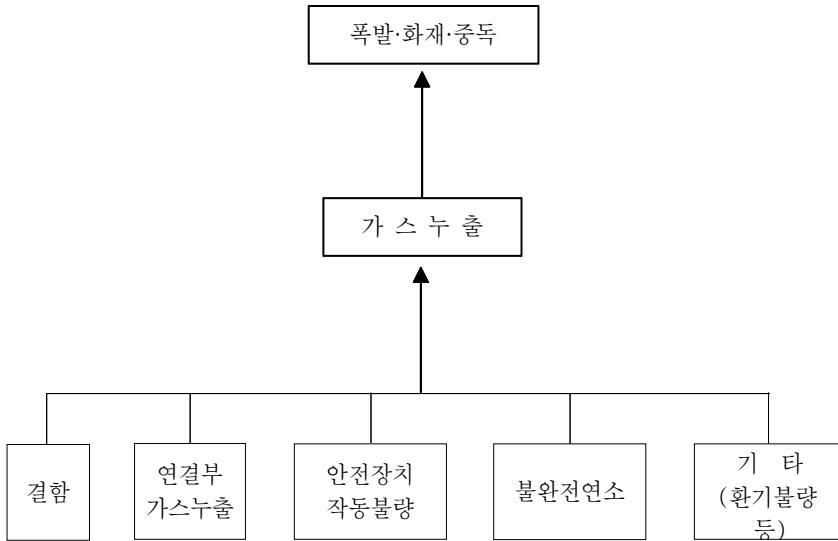 폭발·화재·중독
가 스 누 출
결함
연결부
가스누출
안전장치
작동불량
불완전연소
기 타
(환기불량
등)